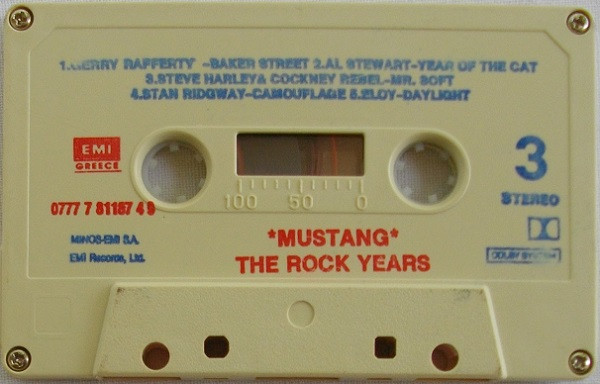 1.GERRY RAFFERTY -BAKER STREET 2.AL STEWART-YEAR OF THE CAT
3.STEVE HARLEY & COCKNEY REBEL-MR. SOFT
4.STAN RIDGWAY-CAMOUFLAGE 5.ELOY-DAYLIGHT
EMI
GREECE
3
STEREO
100 50 0
0777 7 81187 4 9
MINOS-EMI S.A.
EMI Records, Ltd.
*MUSTANG*
THE ROCK YEARS
DOLBY SYSTEM